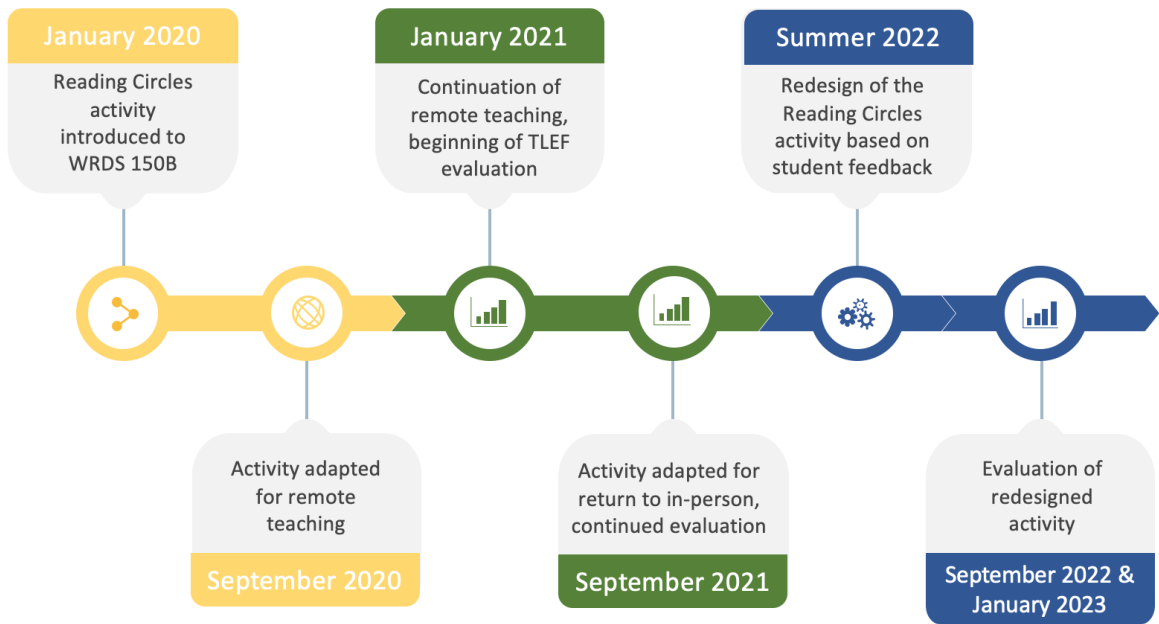 January 2020
Reading Circles
activity
introduced to
WRDS 150B
January 2021
Continuation of
remote teaching,
beginning of TLEF
evaluation
Summer 2022
Redesign of the
Reading Circles
activity based on
student feedback
Activity adapted
for remote
teaching
September 2020
Activity adapted for
return to in-person,
continued evaluation
September 2021
Evaluation of
redesigned
activity
September 2022 &
January 2023